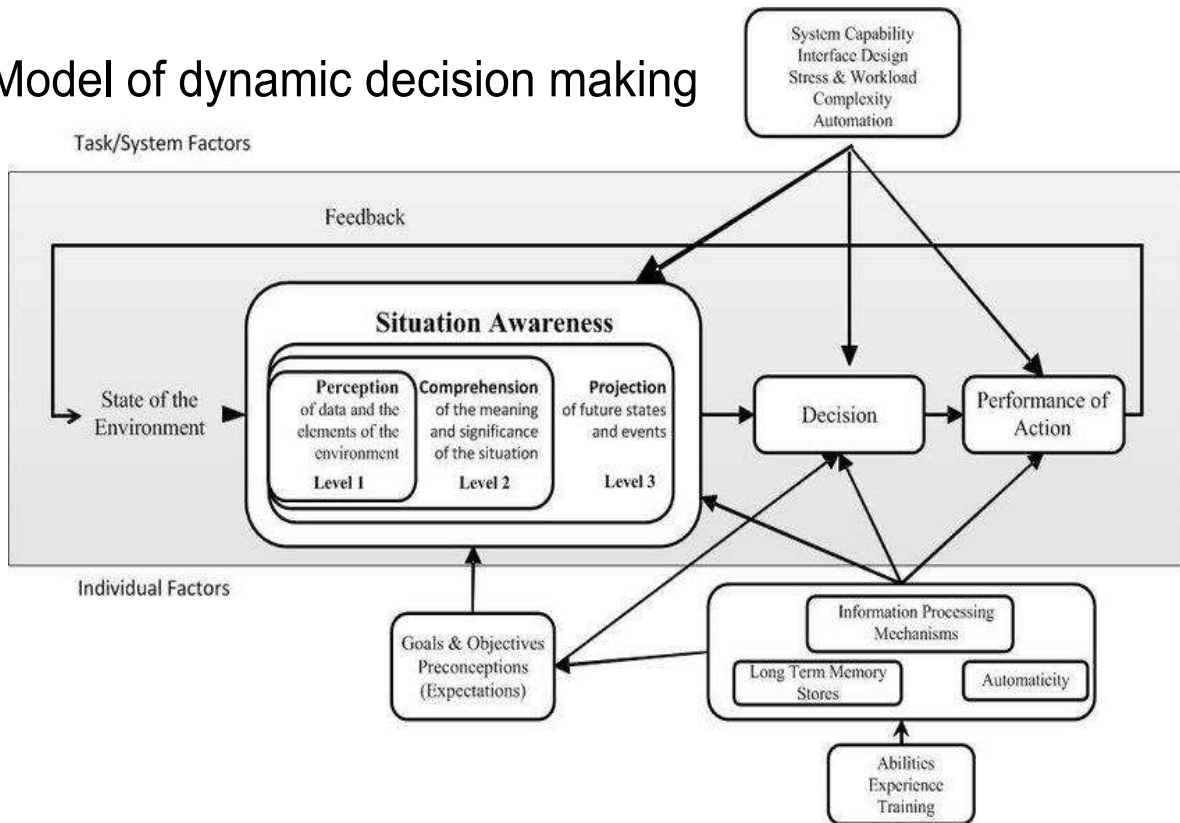 Model of dynamic decision making
System Capability
Interface Design
Stress & Workload
Complexity
Automation
Task/System Factors
Feedback
Situation Awareness
State of the
Environment
Perception
of data and the
elements of the
environment
Level 1
Comprehension
of the meaning
and significance
of the situation
Level 2
Projection
of future states
and events
Level 3
Decision
Performance of
Action
Individual Factors
Goals & Objectives
Preconceptions
(Expectations)
Information Processing
Mechanisms
Long Term Memory
Stores
Automaticity
Abilities
Experience
Training